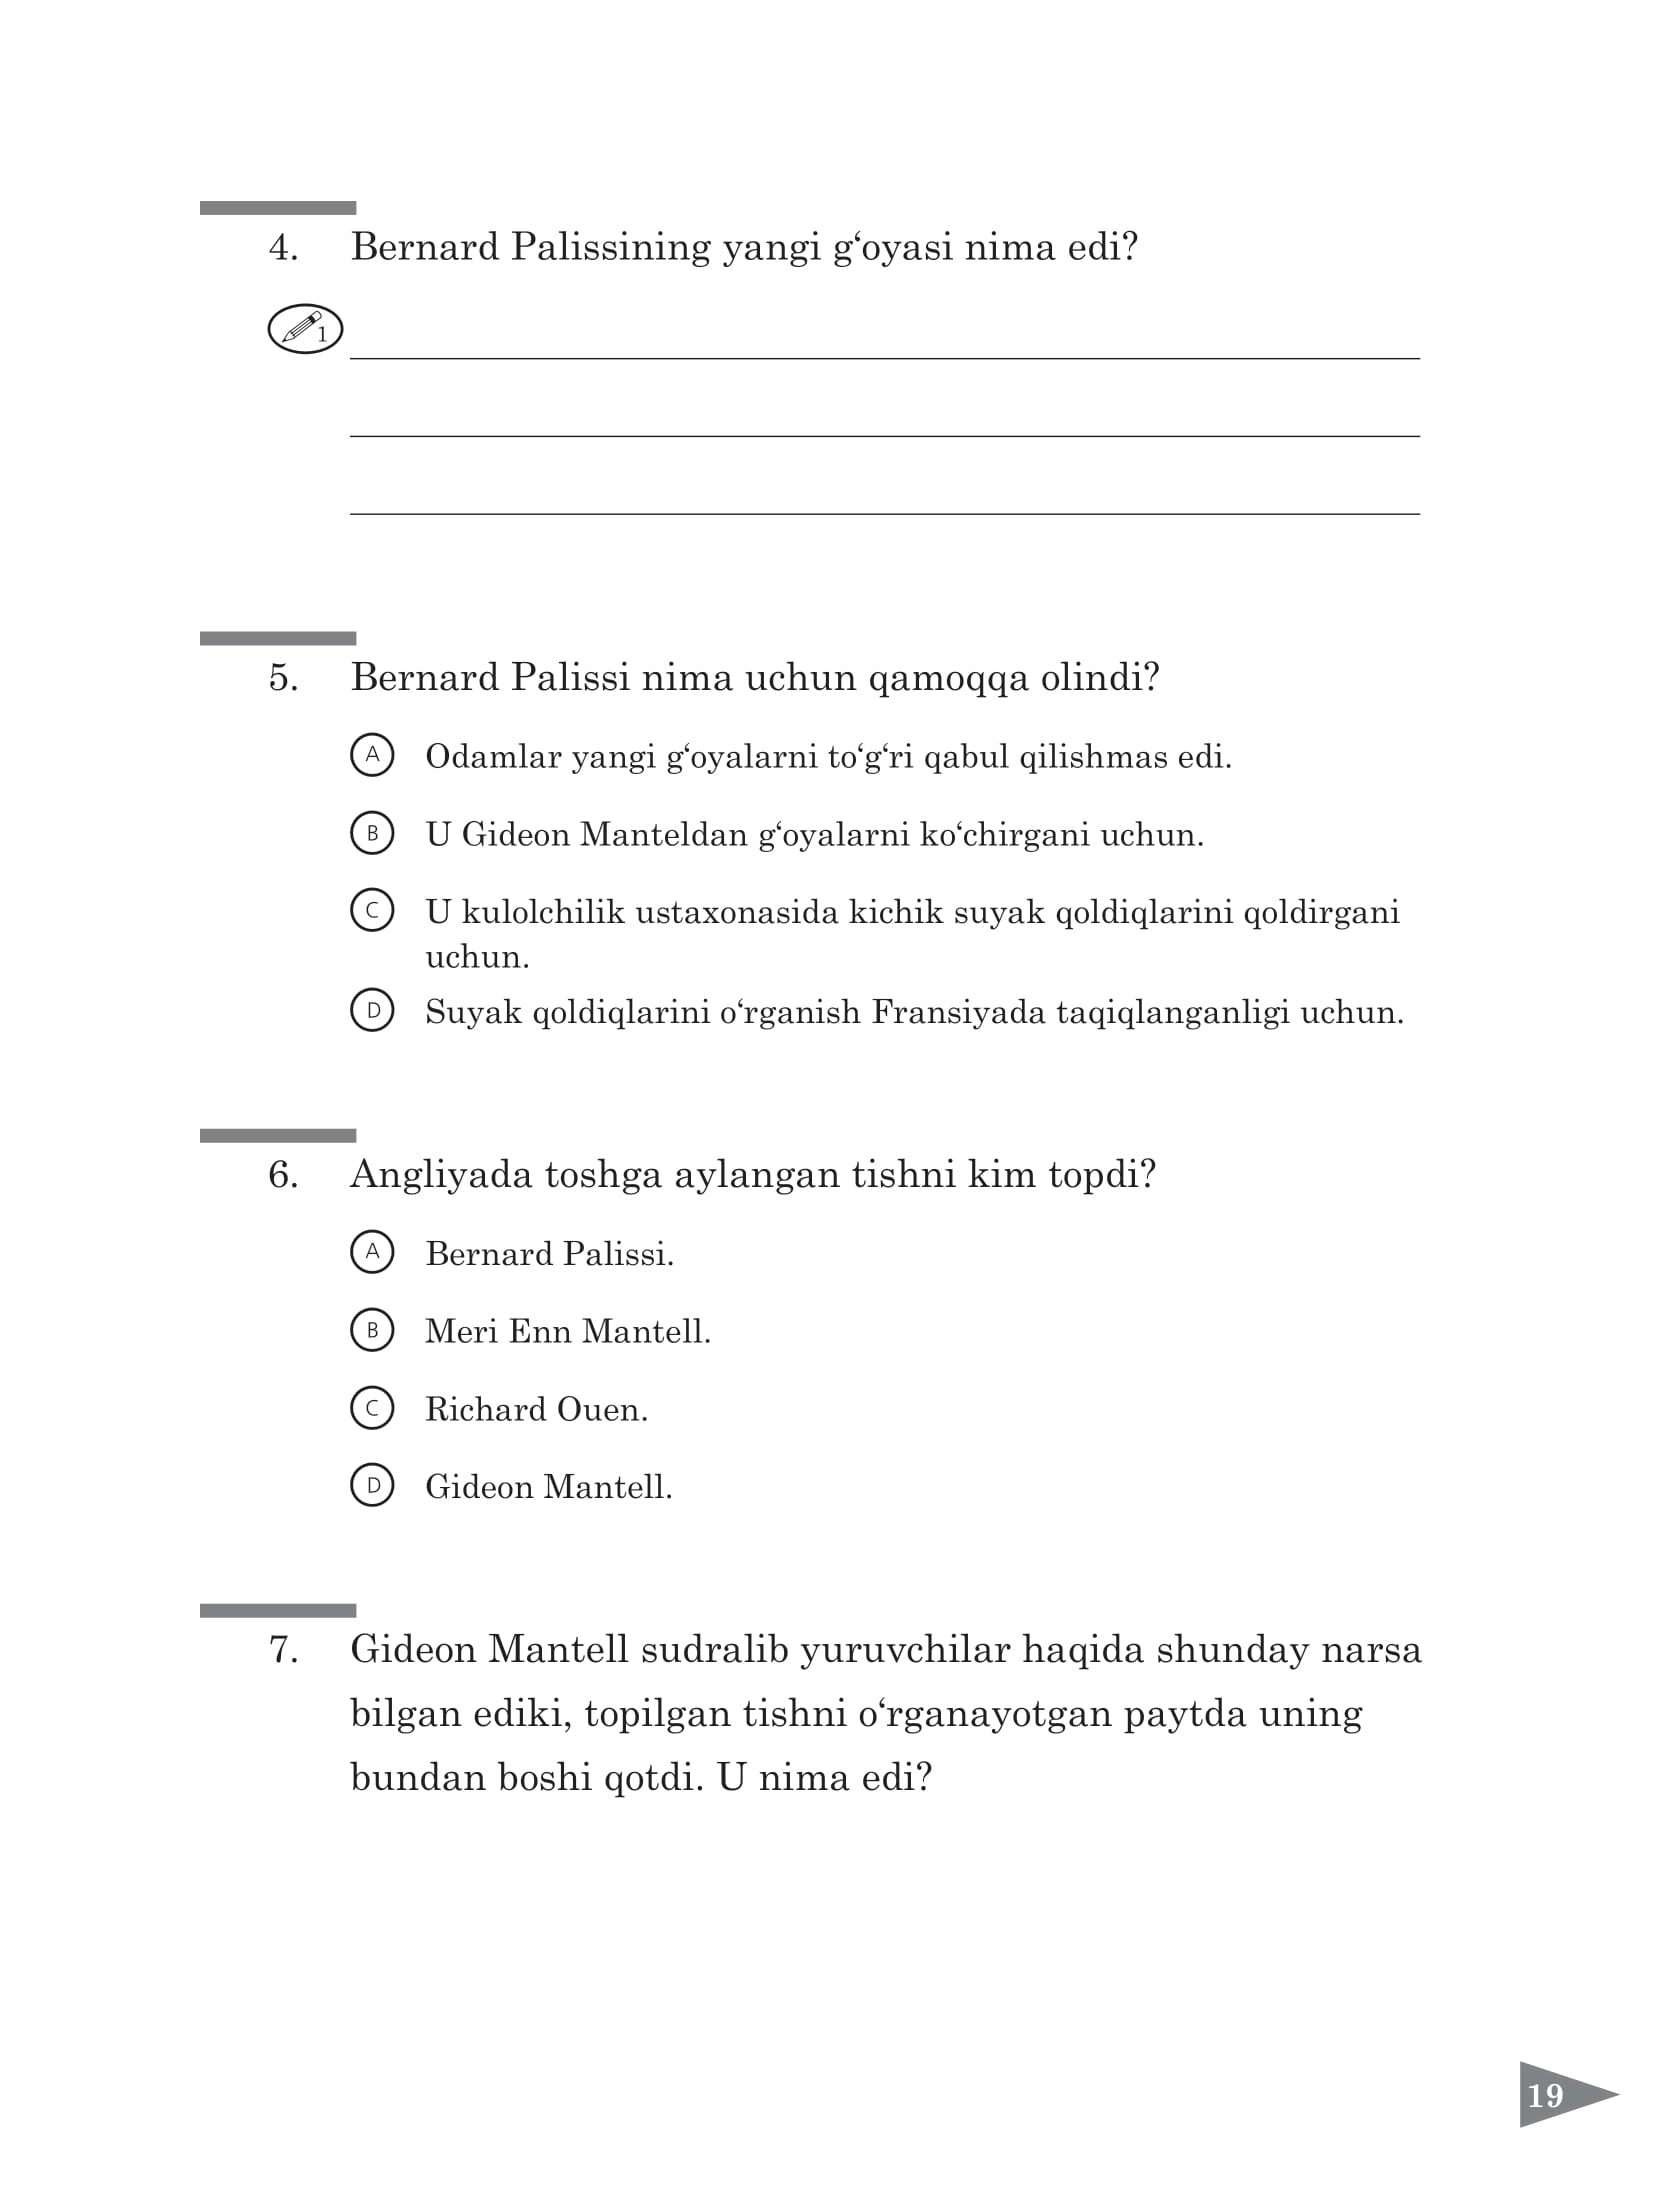 4. Bernard Palissining yangi g‘oyasi nima edi?
1
5. Bernard Palissi nima uchun qamoqqa olindi?
A Odamlar yangi g‘oyalarni to‘g‘ri qabul qilishmas edi.
B U Gideon Manteldan g‘oyalarni ko‘chirgani uchun.
C U kulolchilik ustaxonasida kichik suyak qoldiqlarini qoldirgani
uchun.
D Suyak qoldiqlarini o‘rganish Fransiyada taqiqlanganligi uchun.
6. Angliyada toshga aylangan tishni kim topdi?
A Bernard Palissi.
B Meri Enn Mantell.
C Richard Ouen.
D Gideon Mantell.
7. Gideon Mantell sudralib yuruvchilar haqida shunday narsa
bilgan ediki, topilgan tishni o‘rganayotgan paytda uning
bundan boshi qotdi. U nima edi?
19